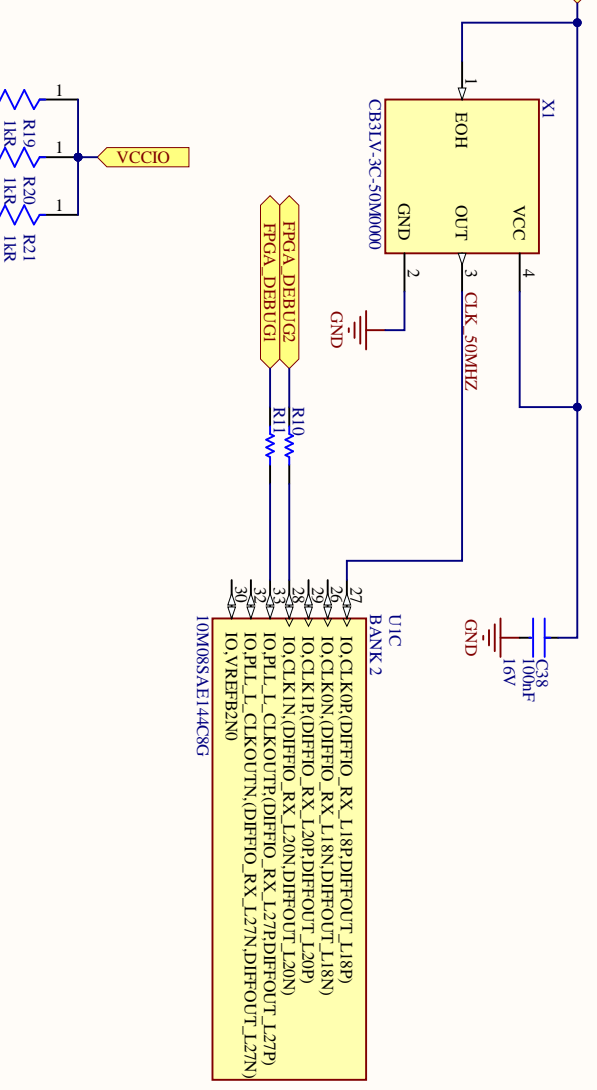 X1
CB3LV-3C-50M0000
1
EOH
VCC
OUT
GND
4
3
2
CLK_50MHZ
GND
1
1
1
R19
1kR
R20
1kR
R21
1kR
VCCIO
FPGA_DEBUG2
FPGA_DEBUG1
R10
R11
C38
100nF
16V
GND
U1C
BANK 2
27
IO,CLK0P,(DIFFIO_RX_L18P,DIFFOUT_L18P)
26
IO,CLK0N,(DIFFIO_RX_L18N,DIFFOUT_L18N)
29
IO,CLK1P,(DIFFIO_RX_L20P,DIFFOUT_L20P)
28
IO,CLK1N,(DIFFIO_RX_L20N,DIFFOUT_L20N)
33
IO,PLL_L_CLKOUTP,(DIFFIO_RX_L27P,DIFFOUT_L27P)
32
IO,PLL_L_CLKOUTN,(DIFFIO_RX_L27N,DIFFOUT_L27N)
30
IO,VREFB2N0
10M08SAE144C8G